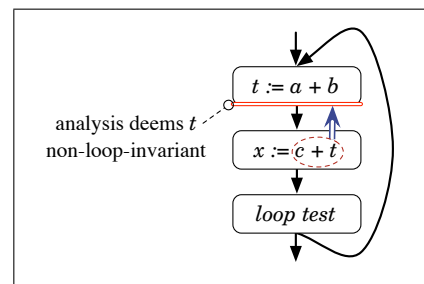 t := a + b
analysis deems t
non-loop-invariant
x := c + t
loop test